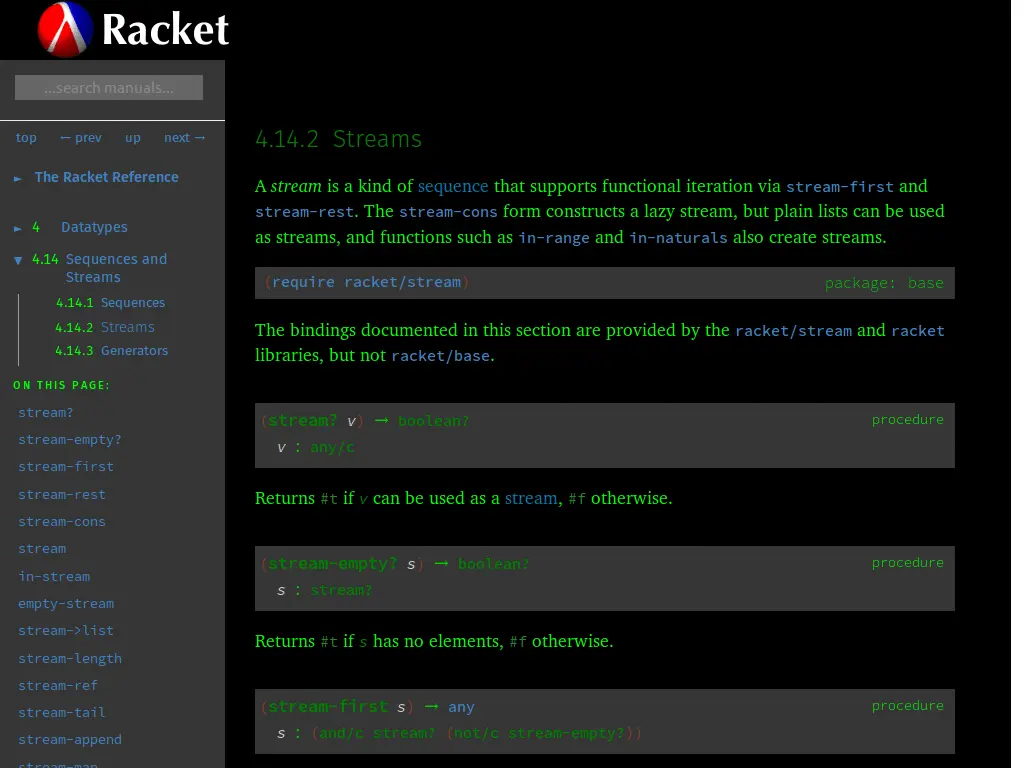 Racket
...search manuals...
top ← prev up next →
► The Racket Reference
► 4 Datatypes
▼ 4.14 Sequences and
Streams
4.14.1 Sequences
4.14.2 Streams
4.14.3 Generators
ON THIS PAGE:
stream?
stream-empty?
stream-first
stream-rest
stream-cons
stream
in-stream
empty-stream
stream->list
stream-length
stream-ref
stream-tail
stream-append
stream-map
4.14.2 Streams
A stream is a kind of sequence that supports functional iteration via stream-first and
stream-rest. The stream-cons form constructs a lazy stream, but plain lists can be used
as streams, and functions such as in-range and in-naturals also create streams.
(require racket/stream) package: base
The bindings documented in this section are provided by the racket/stream and racket
libraries, but not racket/base.
(stream? v) → boolean? procedure
v : any/c
Returns #t if v can be used as a stream, #f otherwise.
(stream-empty? s) → boolean? procedure
s : stream?
Returns #t if s has no elements, #f otherwise.
(stream-first s) → any procedure
s : (and/c stream? (not/c stream-empty?))